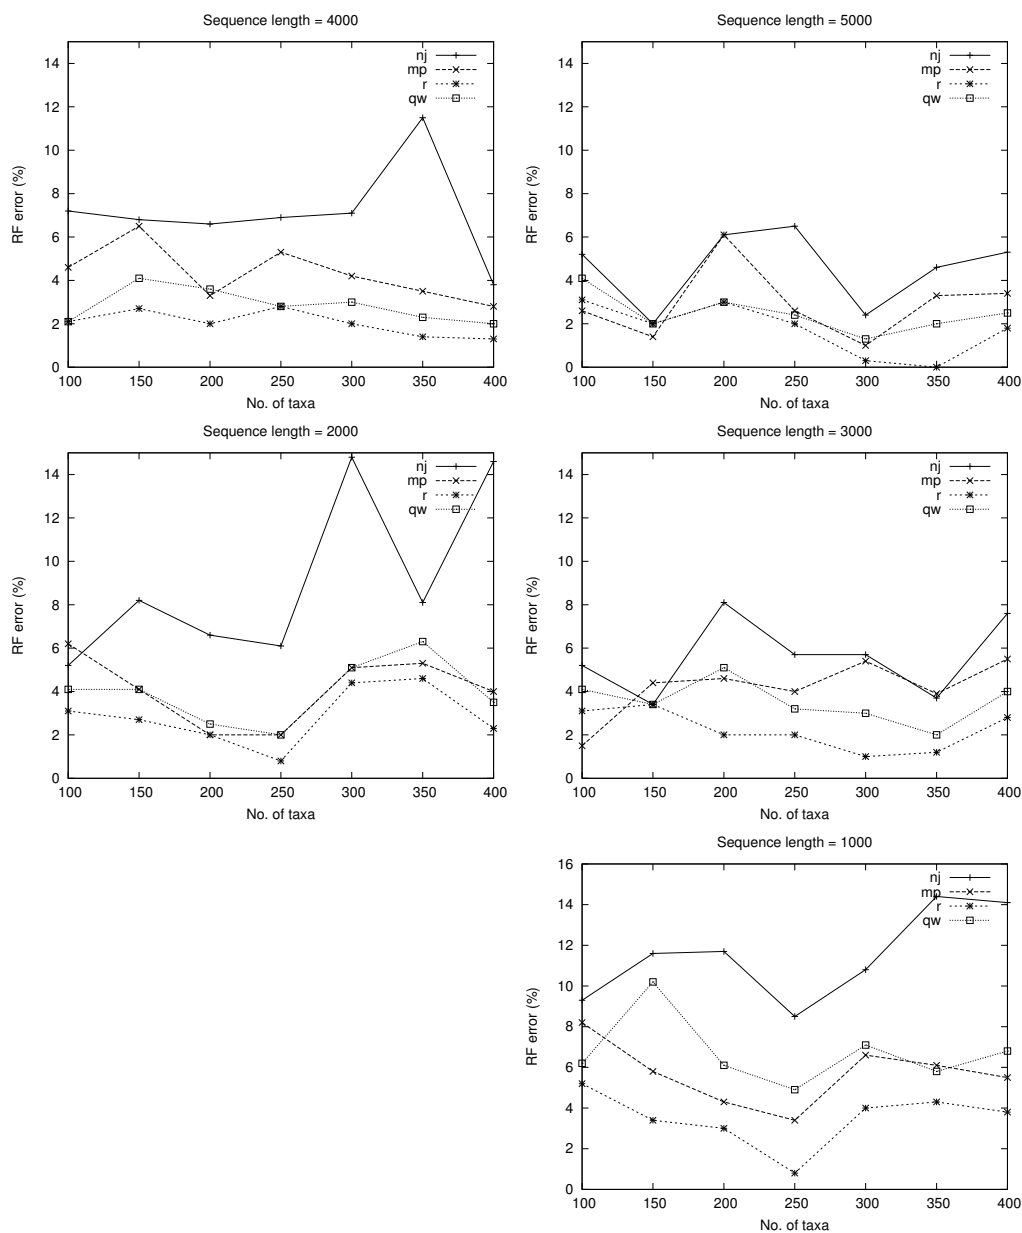 Sequence length = 4000
14
12
10
8
6
4
2
0
100 150 200 250 300 350 400
RF error (%)
No. of taxa
nj
mp
r
qw
Sequence length = 5000
14
12
10
8
6
4
2
0
100 150 200 250 300 350 400
RF error (%)
No. of taxa
nj
mp
r
qw
Sequence length = 2000
14
12
10
8
6
4
2
0
100 150 200 250 300 350 400
RF error (%)
No. of taxa
nj
mp
r
qw
Sequence length = 3000
14
12
10
8
6
4
2
0
100 150 200 250 300 350 400
RF error (%)
No. of taxa
nj
mp
r
qw
Sequence length = 1000
16
14
12
10
8
6
4
2
0
100 150 200 250 300 350 400
RF error (%)
No. of taxa
nj
mp
r
qw